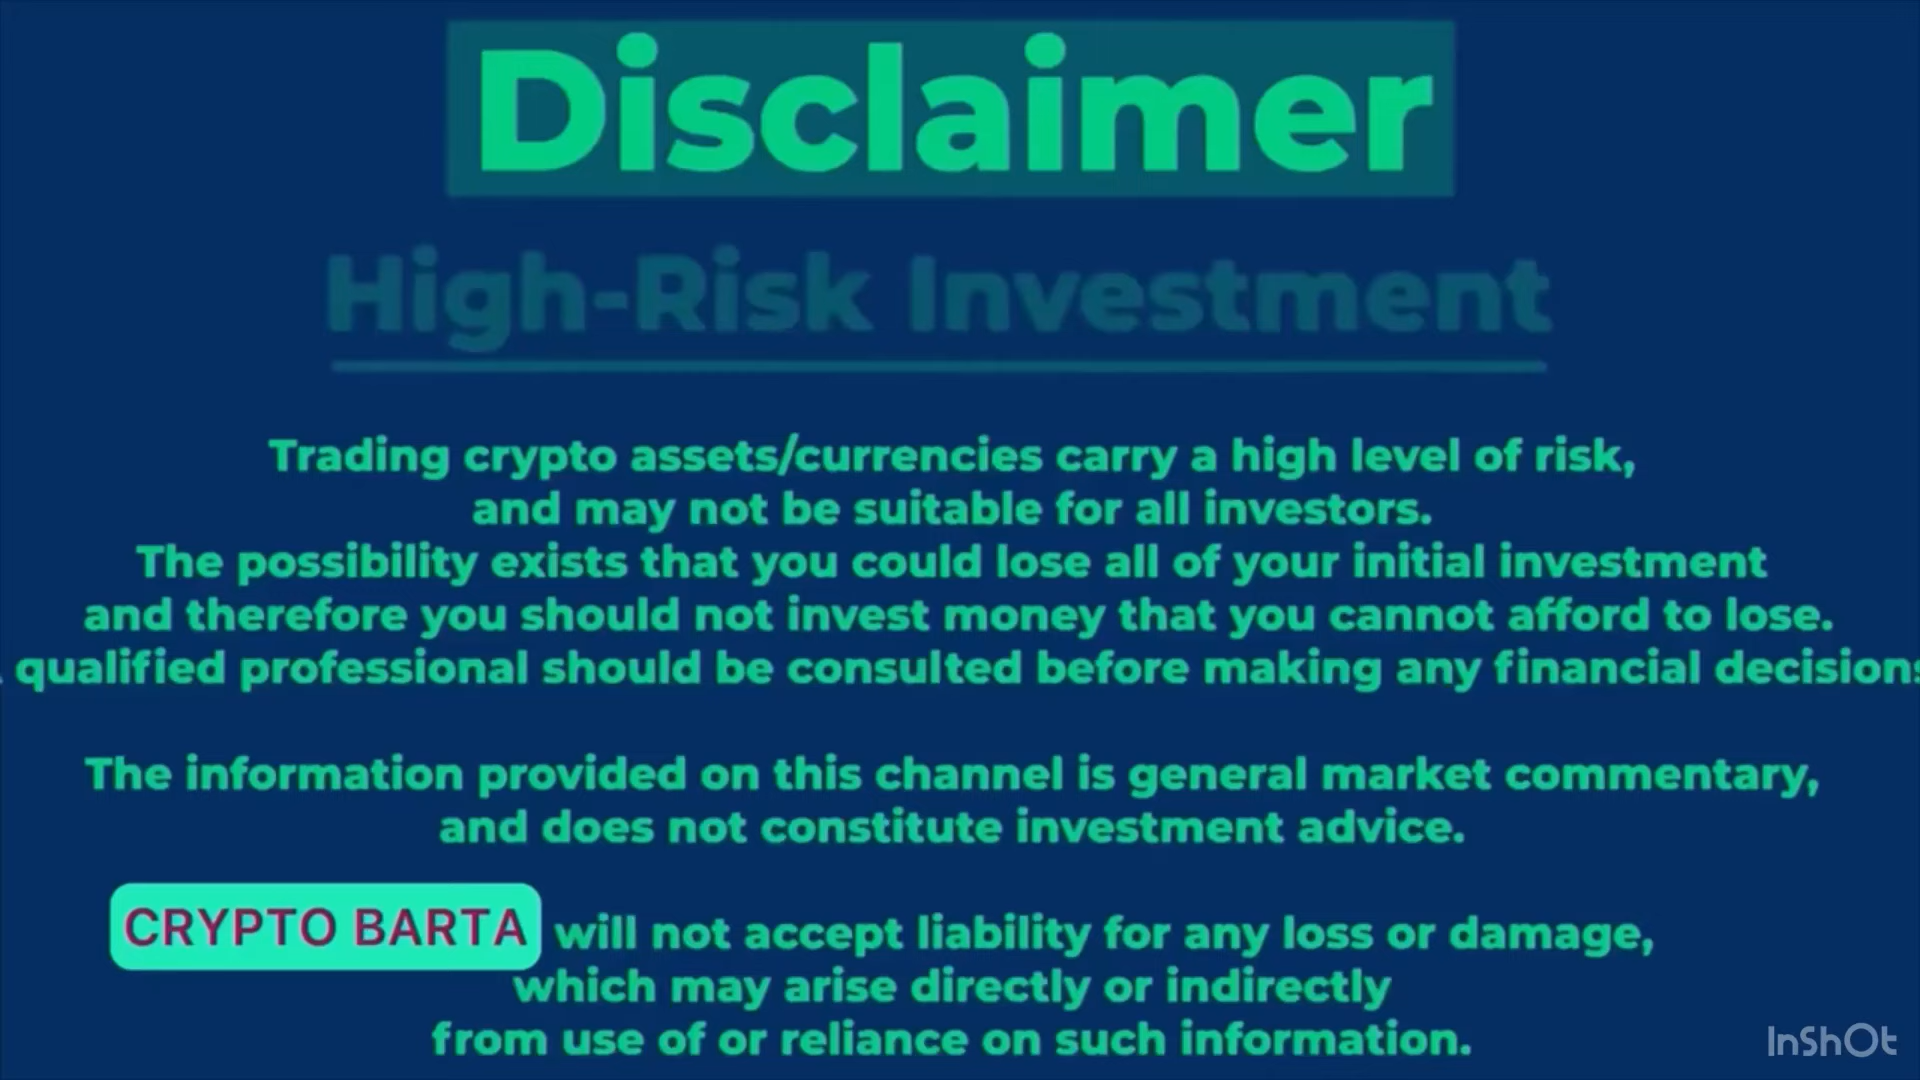 Disclaimer
High-Risk Investment
Trading crypto assets/currencies carry a high level of risk,
and may not be suitable for all investors.
The possibility exists that you could lose all of your initial investment
and therefore you should not invest money that you cannot afford to lose.
qualified professional should be consulted before making any financial decisions
The information provided on this channel is general market commentary,
and does not constitute investment advice.
CRYPTO BARTA will not accept liability for any loss or damage,
which may arise directly or indirectly
from use of or reliance on such information.
InShOt